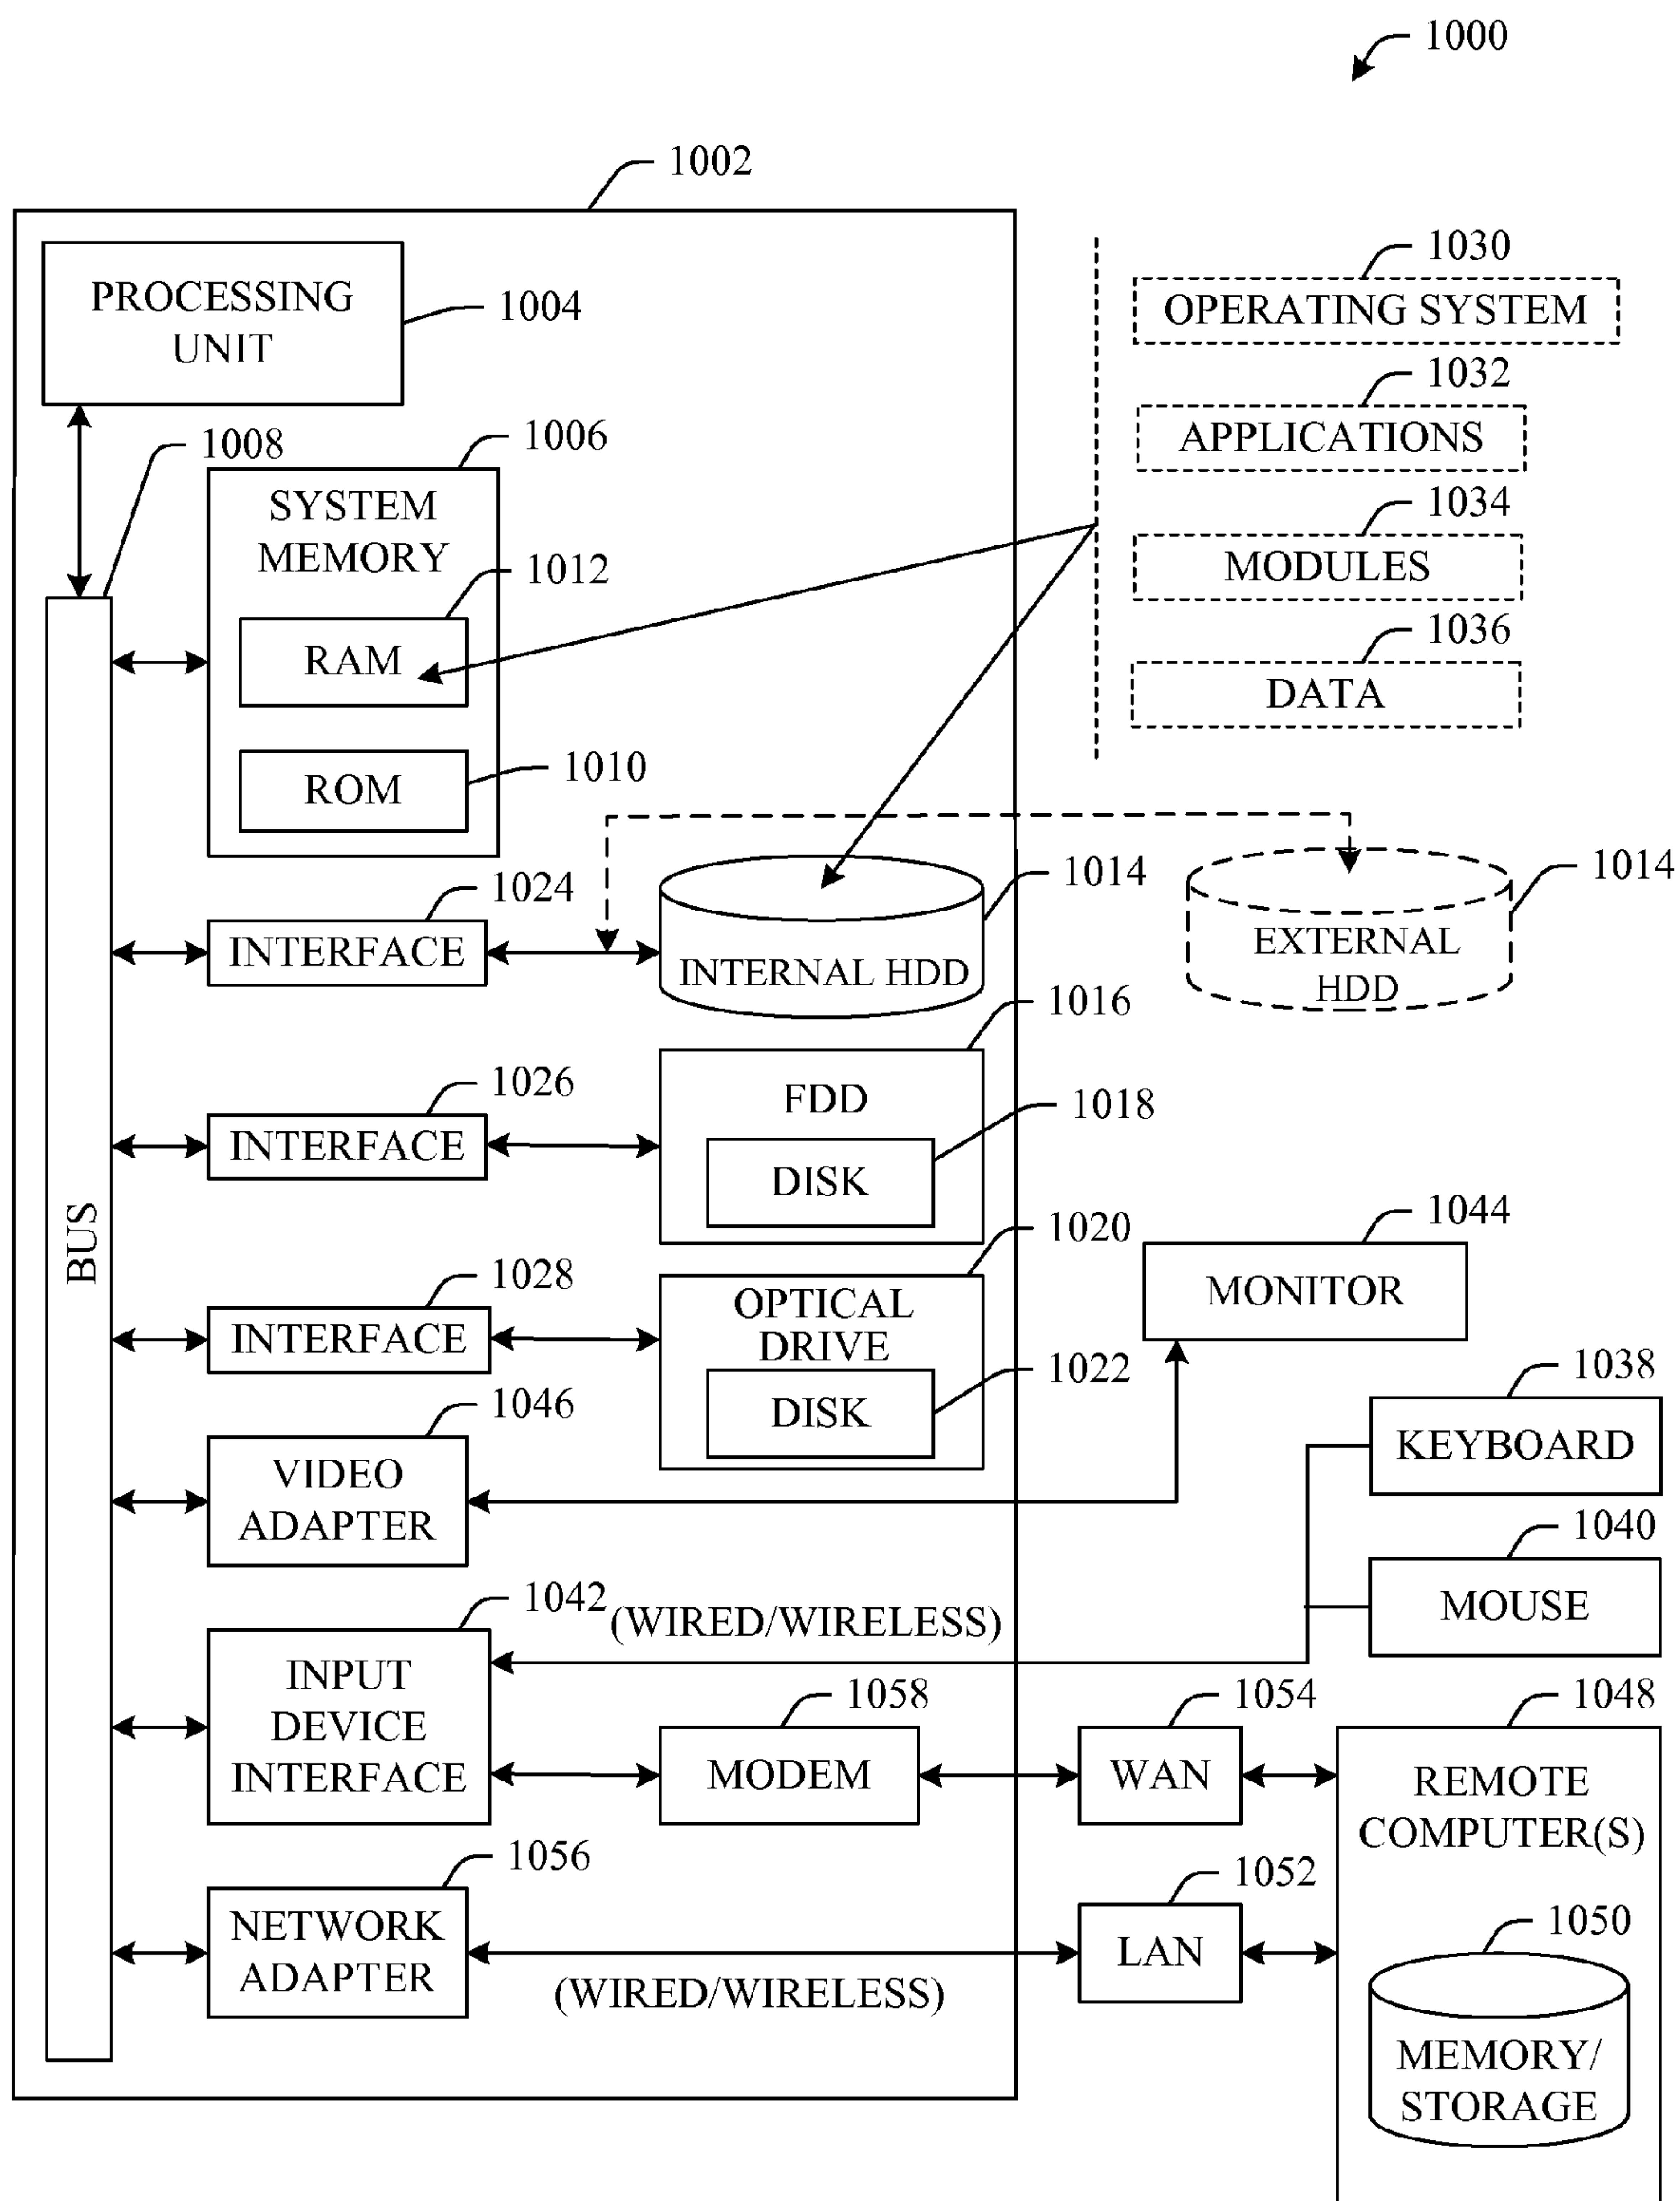 1000
1002
PROCESSING
UNIT
1004
1030
OPERATING SYSTEM
1032
APPLICATIONS
1034
MODULES
1036
DATA
1008
1006
SYSTEM
MEMORY
1012
RAM
1010
ROM
1024
INTERFACE
1014
INTERNAL HDD
1014
EXTERNAL
HDD
1026
INTERFACE
1016
FDD
1018
DISK
BUS
1028
INTERFACE
1020
OPTICAL
DRIVE
1022
DISK
1044
MONITOR
1046
VIDEO
ADAPTER
1038
KEYBOARD
1040
MOUSE
1042
(WIRED/WIRELESS)
INPUT
DEVICE
INTERFACE
1058
MODEM
1054
WAN
1048
REMOTE
COMPUTER(S)
1056
NETWORK
ADAPTER
(WIRED/WIRELESS)
1052
LAN
1050
MEMORY/
STORAGE